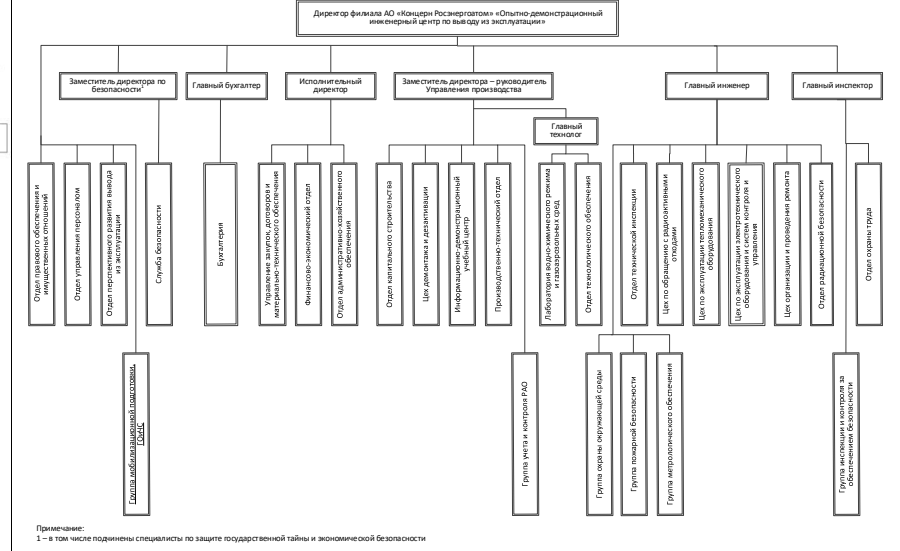 Директор филиала АО «Концерн Росэнергоатом» «Опытно-демонстрационный
инженерный центр по выводу из эксплуатации»
Заместитель директора по
безопасности¹
Главный бухгалтер
Исполнительный
директор
Заместитель директора – руководитель
Управления производства
Главный инженер
Главный инспектор
Главный
технолог
Отдел правового обеспечения и
имущественных отношений
Отдел управления персоналом
Отдел перспективного развития вывода
из эксплуатации
Служба безопасности
Бухгалтерия
Управление закупок, договоров и
материально-технического обеспечения
Финансово-экономический отдел
Отдел административно-хозяйственного
обеспечения
Отдел капитального строительства
Цех демонтажа и дезактивации
Информационно-демонстрационный
учебный центр
Производственно-технический отдел
Лаборатория водно-химического режима
и газоаэрозольных сред
Отдел технологического обеспечения
Отдел технической инспекции
Цех по обращению с радиоактивными
отходами
Цех по эксплуатации тепломеханического
оборудования
Цех по эксплуатации электротехнического
оборудования и систем контроля и
управления
Цех организации и проведения ремонта
Отдел радиационной безопасности
Отдел охраны труда
Группа мобилизационной подготовки,
ГОиЧС
Группа учета и контроля РАО
Группа охраны окружающей среды
Группа пожарной безопасности
Группа метрологического обеспечения
Группа инспекции и контроля за
обеспечением безопасности
Примечание:
1 – в том числе подчинены специалисты по защите государственной тайны и экономической безопасности